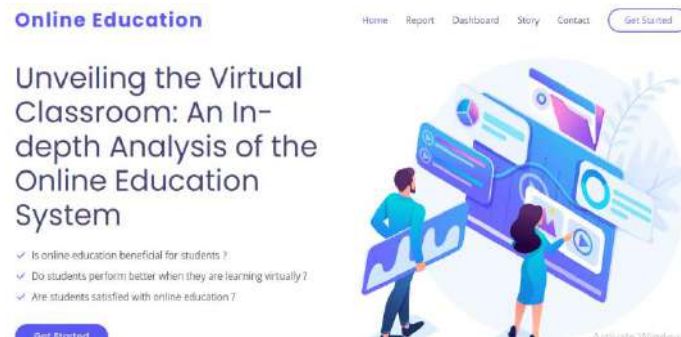 Online Education
Home Report Dashboard Story Contact Get Started
Unveiling the Virtual
Classroom: An In-
depth Analysis of the
Online Education
System
Is online education beneficial for students ?
Do students perform better when they are learning virtually ?
Are students satisfied with online education ?
Get Started
Activate Windows